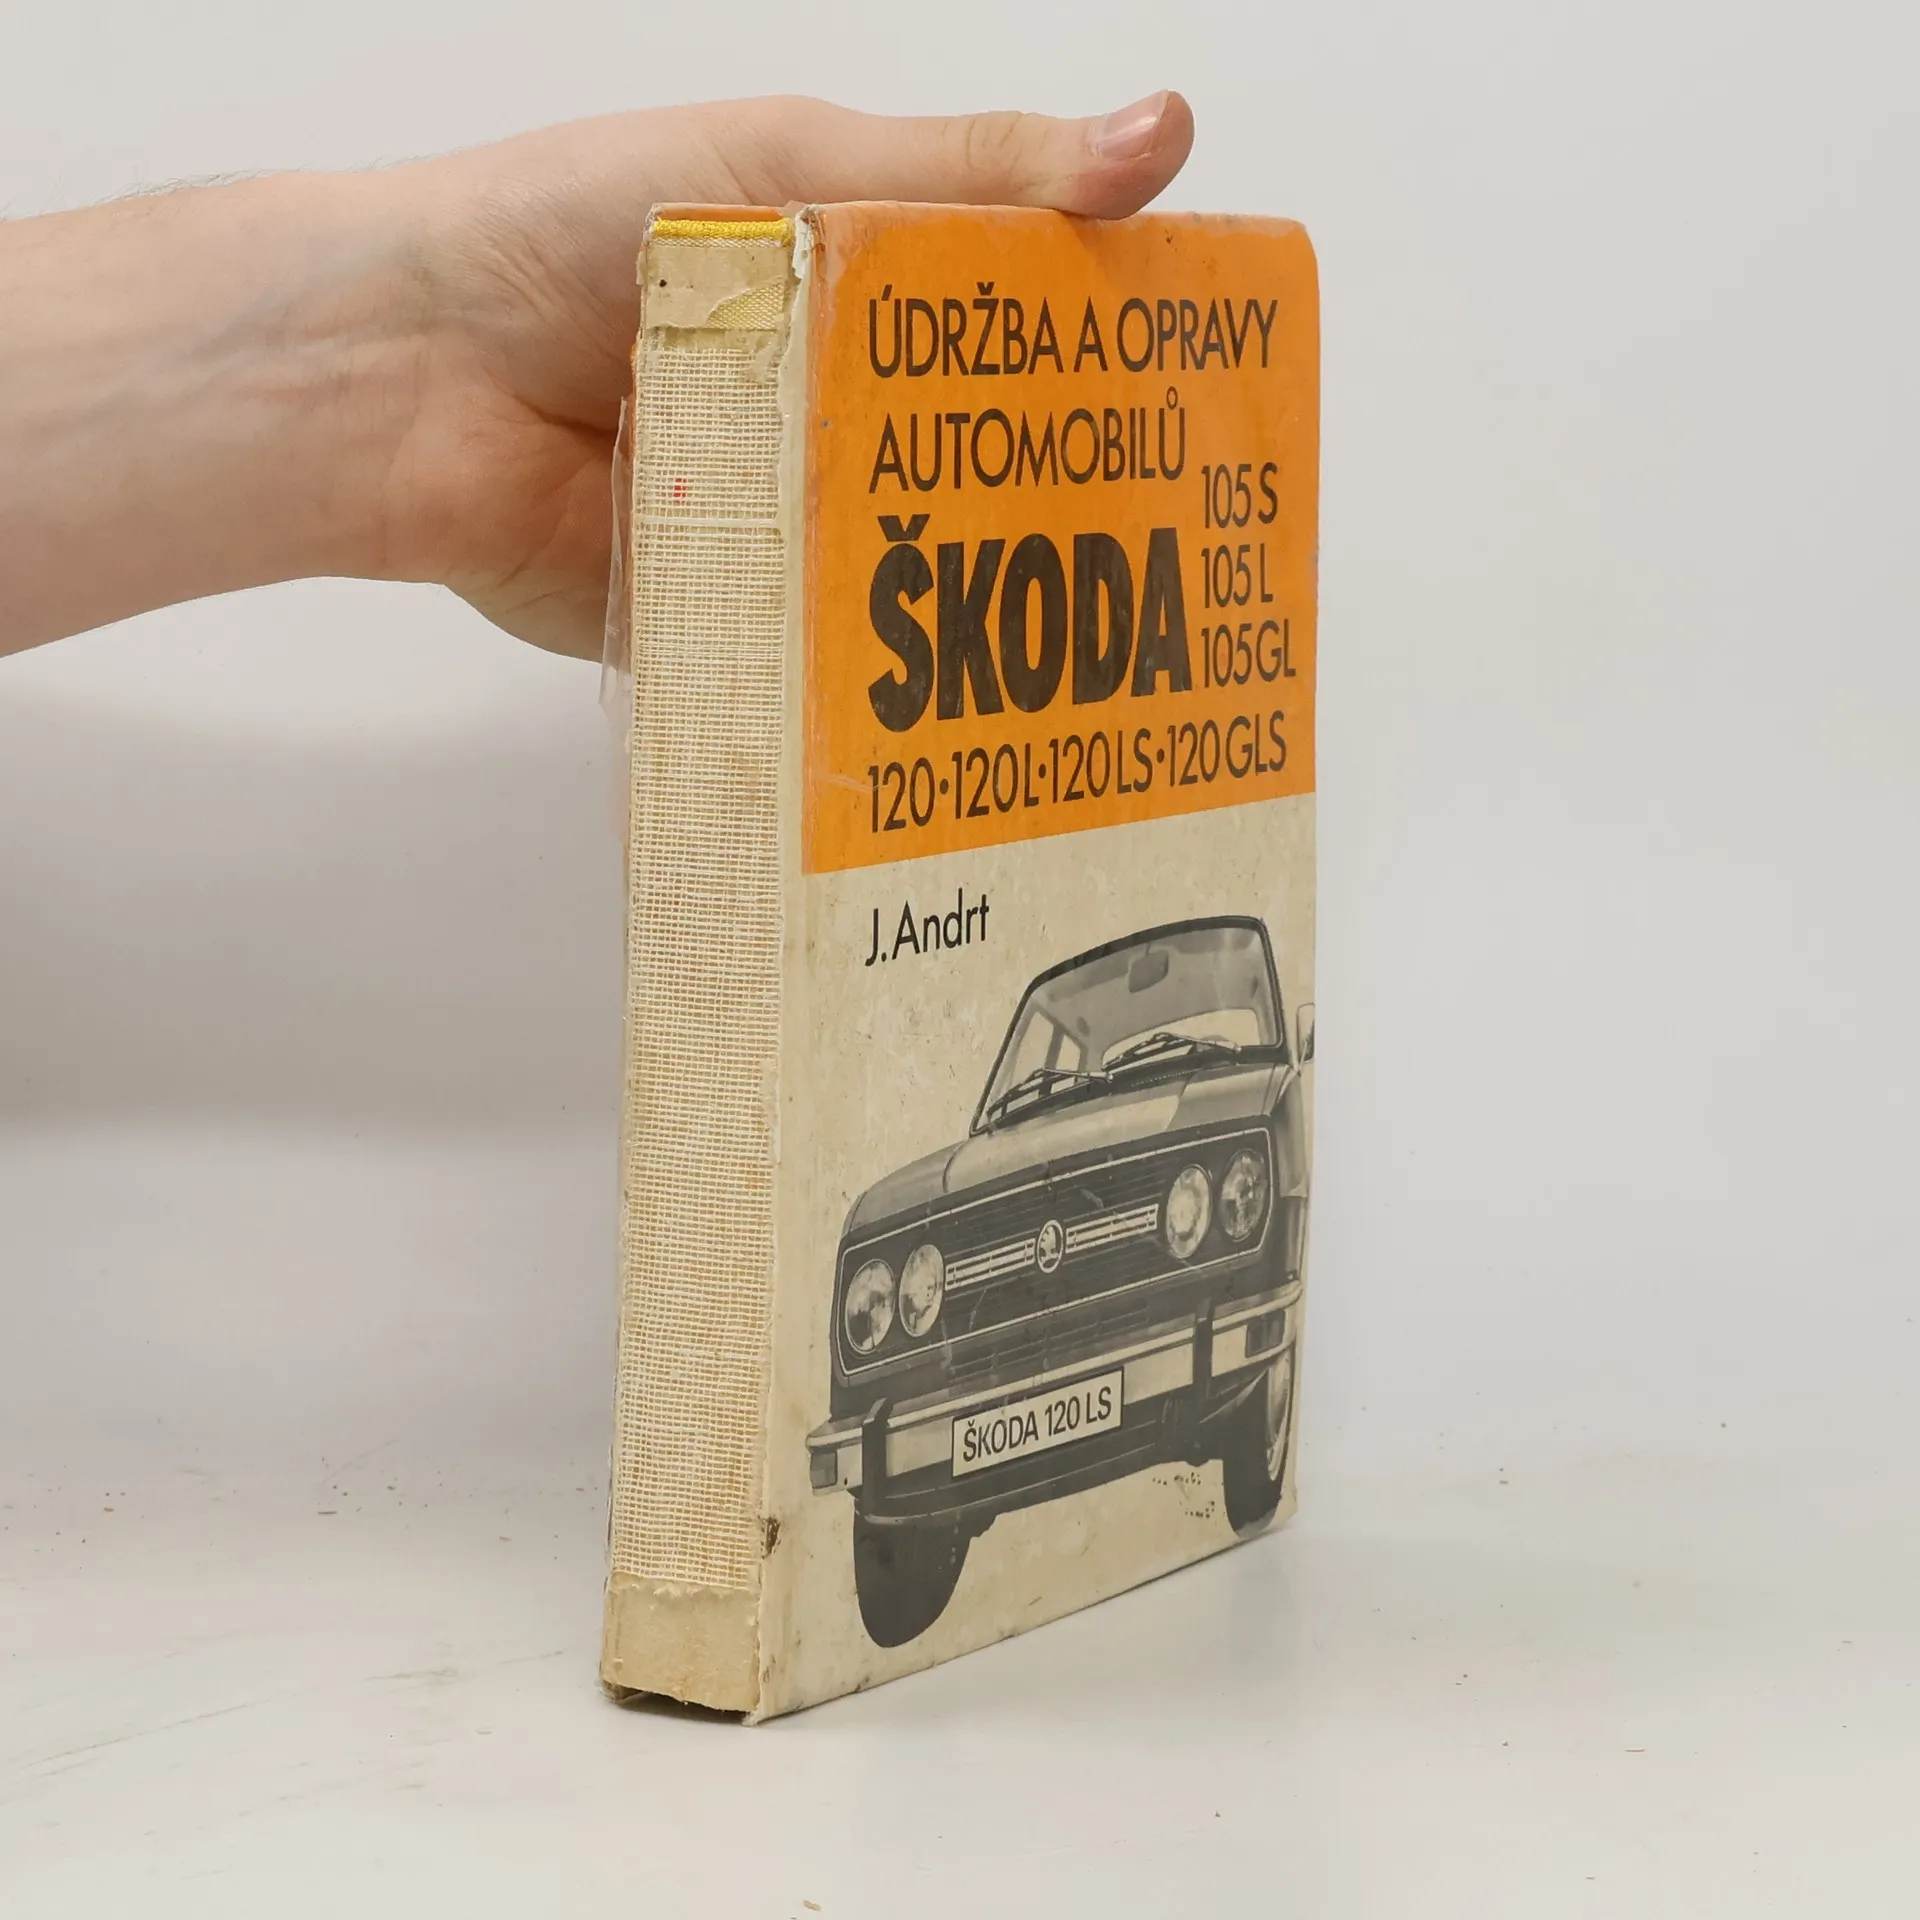 ÚDRŽBA A OPRAVY
AUTOMOBILŮ
ŠKODA
105 S
105 L
105 GL
120 • 120 L • 120 LS • 120 GLS
J. Andrt
ŠKODA 120 LS